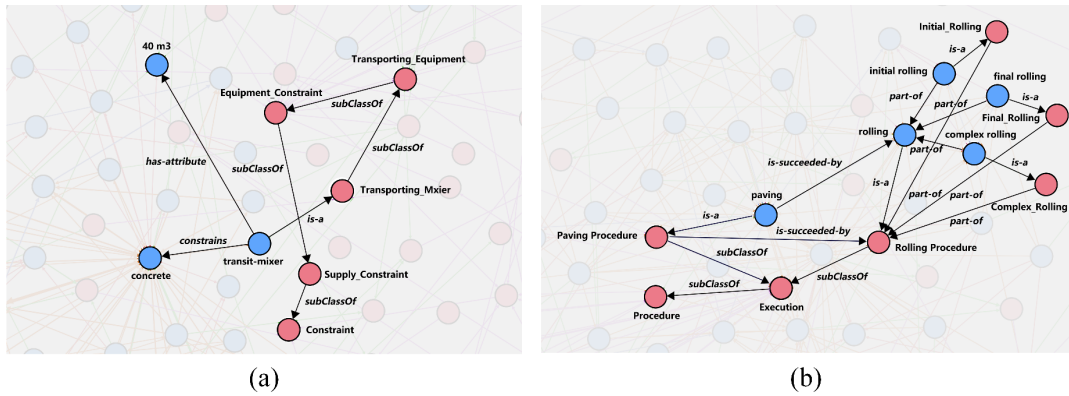 40 m3
Transporting_Equipment
Equipment_Constraint
subClassOf
has-attribute
subClassOf
subClassOf
Transporting_Mxier
is-a
constrains
concrete
transit-mixer
Supply_Constraint
subClassOf
Constraint
(a)
Initial_Rolling
is-a
initial rolling
final rolling
part-of
part-of
is-a
Final_Rolling
rolling
complex rolling
part-of
is-a
is-succeeded-by
is-a
paving
part-of
part-of
Complex_Rolling
is-a
part-of
Paving Procedure
is-succeeded-by
Rolling Procedure
subClassOf
subClassOf
subClassOf
Procedure
Execution
(b)